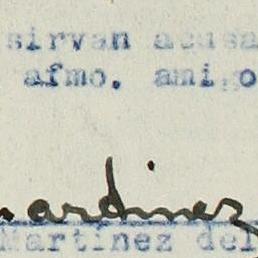 sirvan acusa
afmo. amigo
Martinez
Martinez del